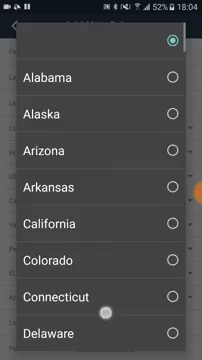 52% 18:04
Alabama
Alaska
Arizona
Arkansas
California
Colorado
Connecticut
Delaware